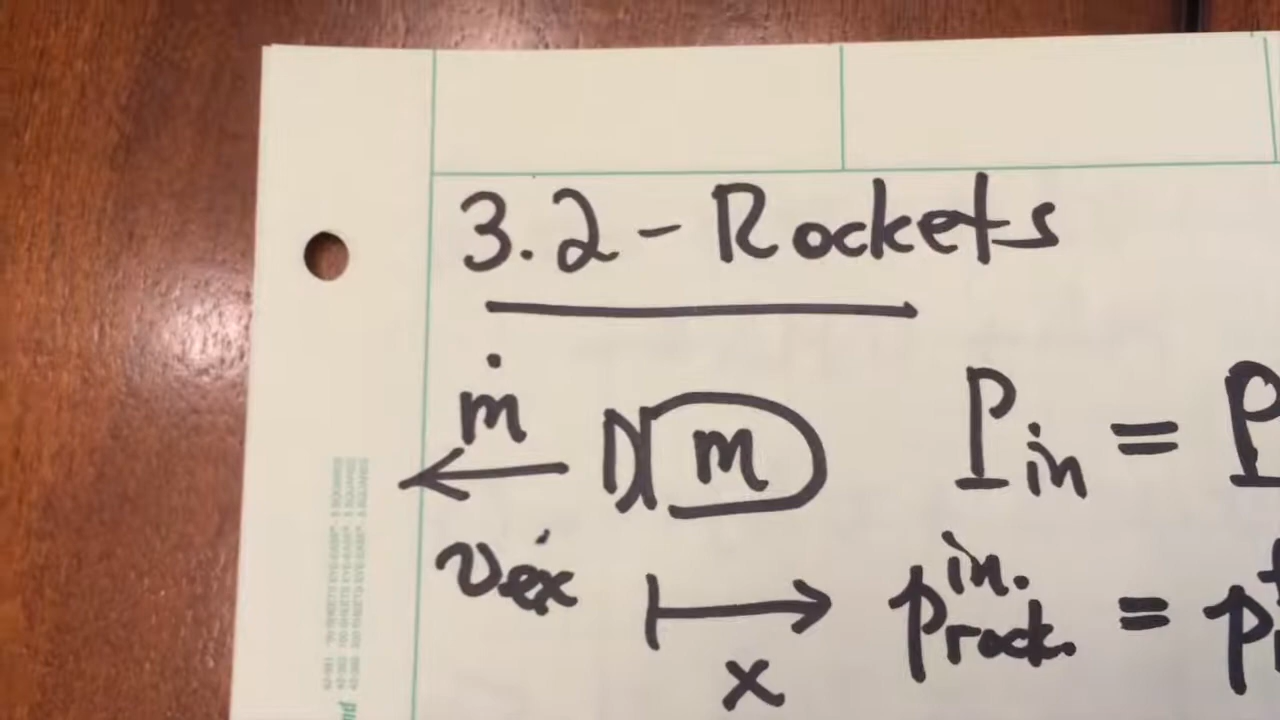 3.2 - Rockets
ṁ
m
P_in = P
v_ex
p_rock.^in. = p
x